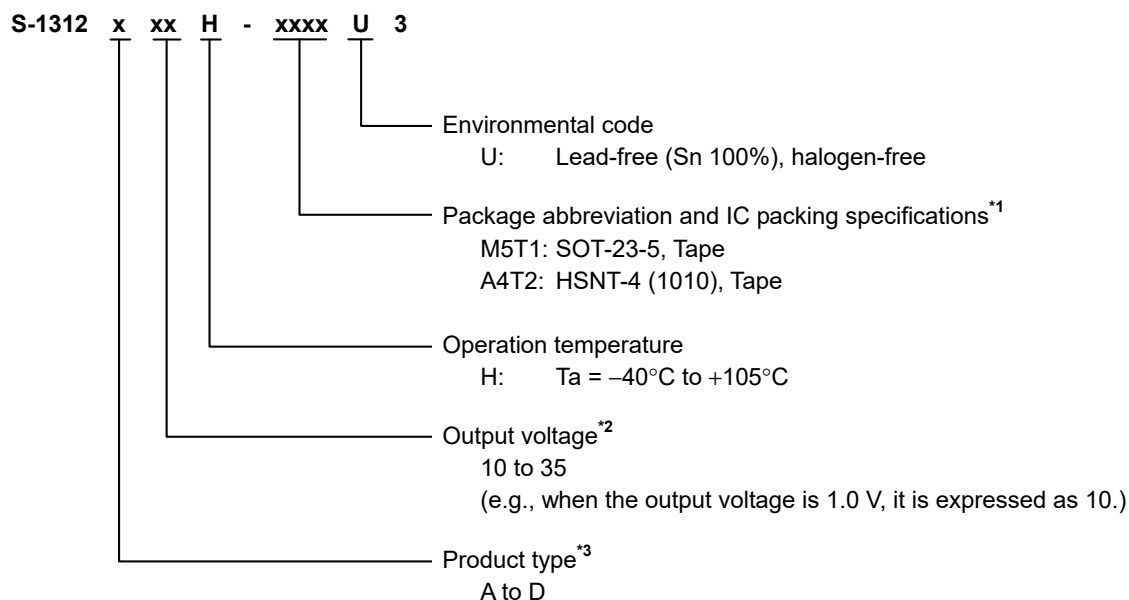 S-1312 x xx H - xxxx U 3
Environmental code
U: Lead-free (Sn 100%), halogen-free
Package abbreviation and IC packing specifications*1
M5T1: SOT-23-5, Tape
A4T2: HSNT-4 (1010), Tape
Operation temperature
H: Ta = −40°C to +105°C
Output voltage*2
10 to 35
(e.g., when the output voltage is 1.0 V, it is expressed as 10.)
Product type*3
A to D